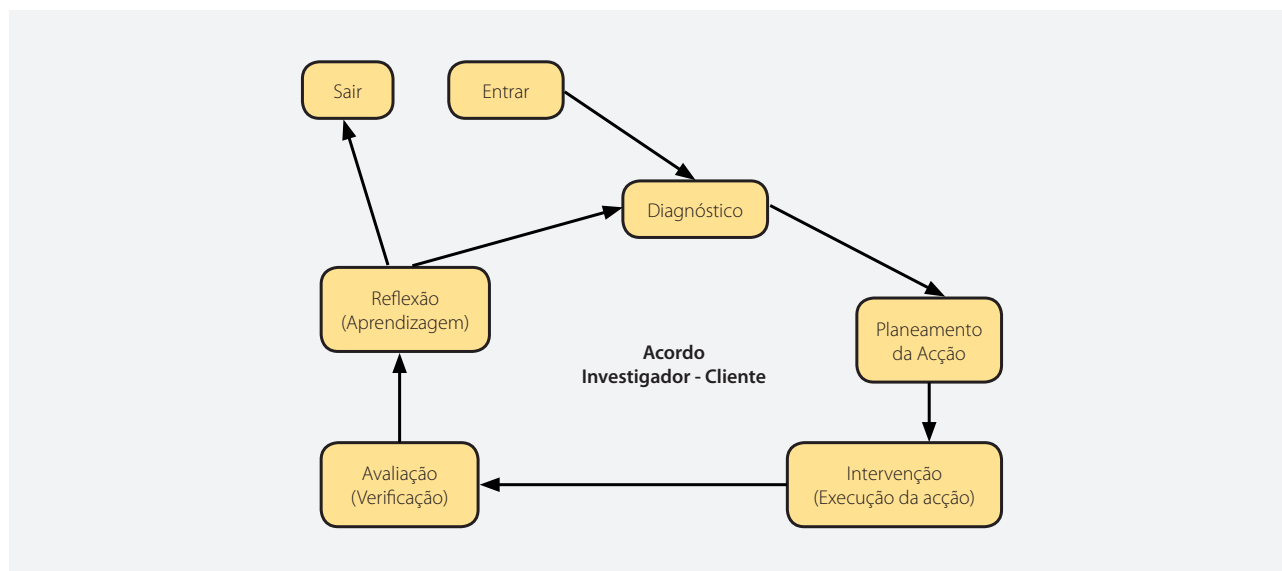 Sair
Entrar
Diagnóstico
Reflexão
(Aprendizagem)
Planeamento
da Acção
Acordo
Investigador - Cliente
Avaliação
(Verificação)
Intervenção
(Execução da acção)